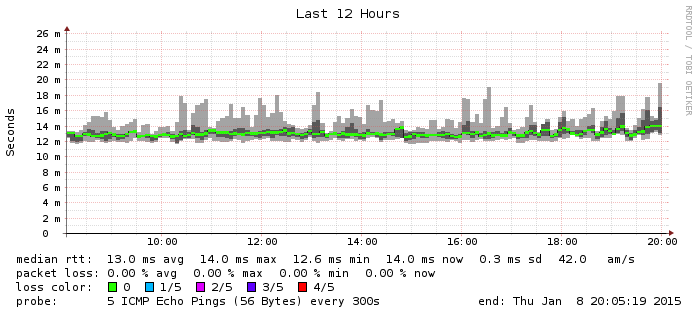 Last 12 Hours
RRDTOOL / TOBI OETIKER
Seconds
26 m
24 m
22 m
20 m
18 m
16 m
14 m
12 m
10 m
8 m
6 m
4 m
2 m
0
10:00 12:00 14:00 16:00 18:00 20:00
median rtt: 13.0 ms avg 14.0 ms max 12.6 ms min 14.0 ms now 0.3 ms sd 42.0 am/s
packet loss: 0.00 % avg 0.00 % max 0.00 % min 0.00 % now
loss color: 0 1/5 2/5 3/5 4/5
probe: 5 ICMP Echo Pings (56 Bytes) every 300s end: Thu Jan 8 20:05:19 2015